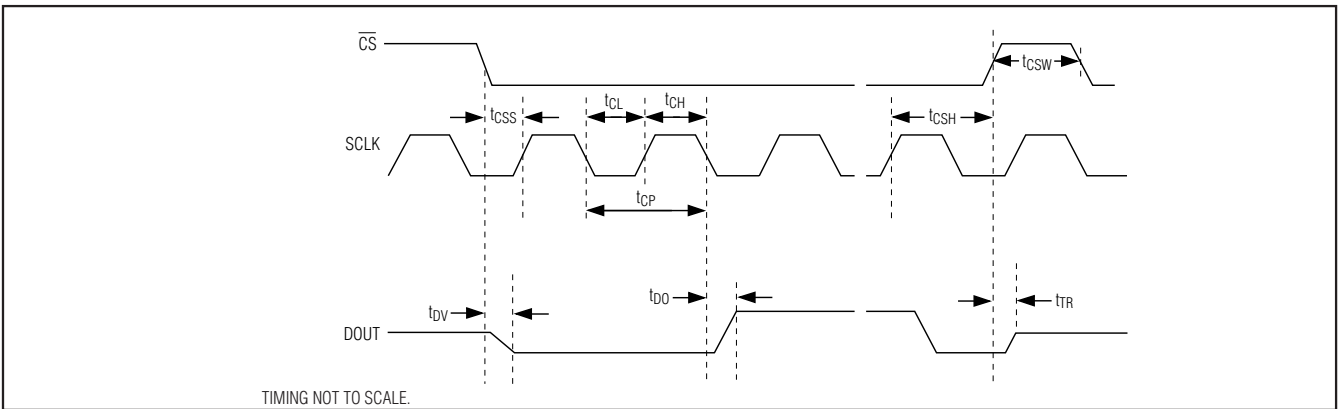 CS
tCSW
tCSS
tCL
tCH
tCSH
SCLK
tCP
tDV
tDO
tTR
DOUT
TIMING NOT TO SCALE.